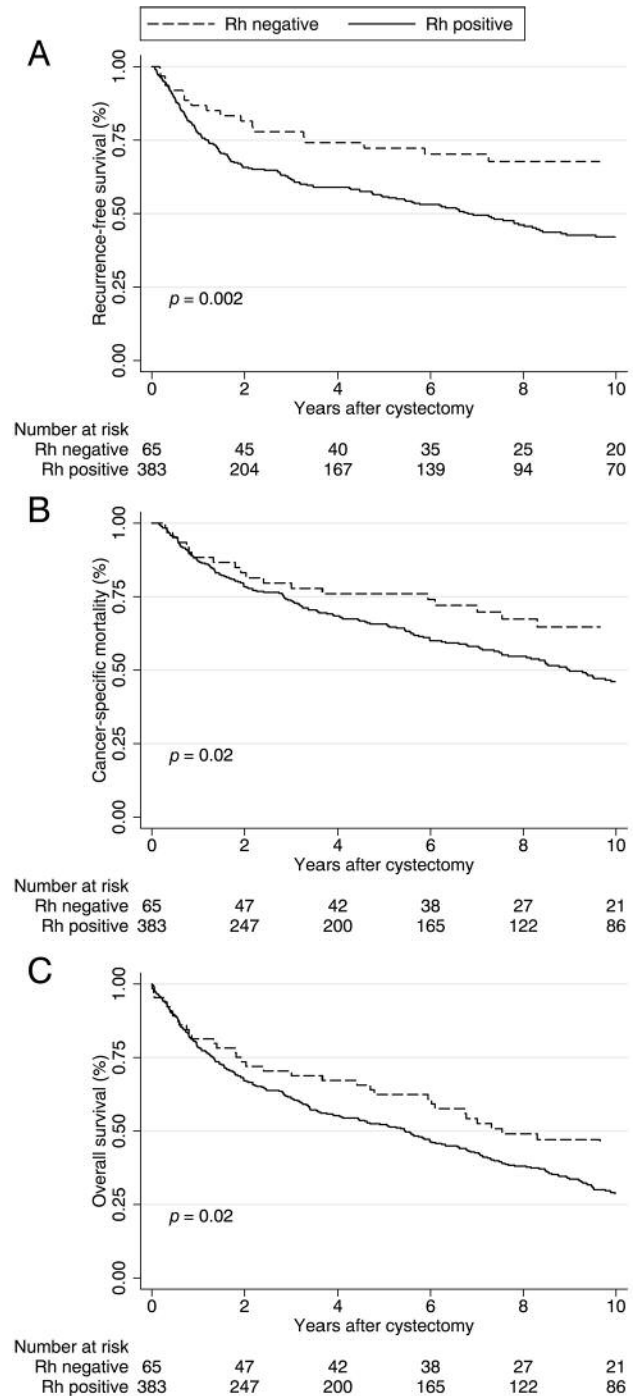 Rh negative Rh positive
A
Recurrence-free survival (%)
1.00
0.75
0.50
0.25
0.00
p = 0.002
0 2 4 6 8 10
Years after cystectomy
Number at risk
Rh negative 65 45 40 35 25 20
Rh positive 383 204 167 139 94 70
B
Cancer-specific mortality (%)
1.00
0.75
0.50
0.25
0.00
p = 0.02
0 2 4 6 8 10
Years after cystectomy
Number at risk
Rh negative 65 47 42 38 27 21
Rh positive 383 247 200 165 122 86
C
Overall survival (%)
1.00
0.75
0.50
0.25
0.00
p = 0.02
0 2 4 6 8 10
Years after cystectomy
Number at risk
Rh negative 65 47 42 38 27 21
Rh positive 383 247 200 165 122 86